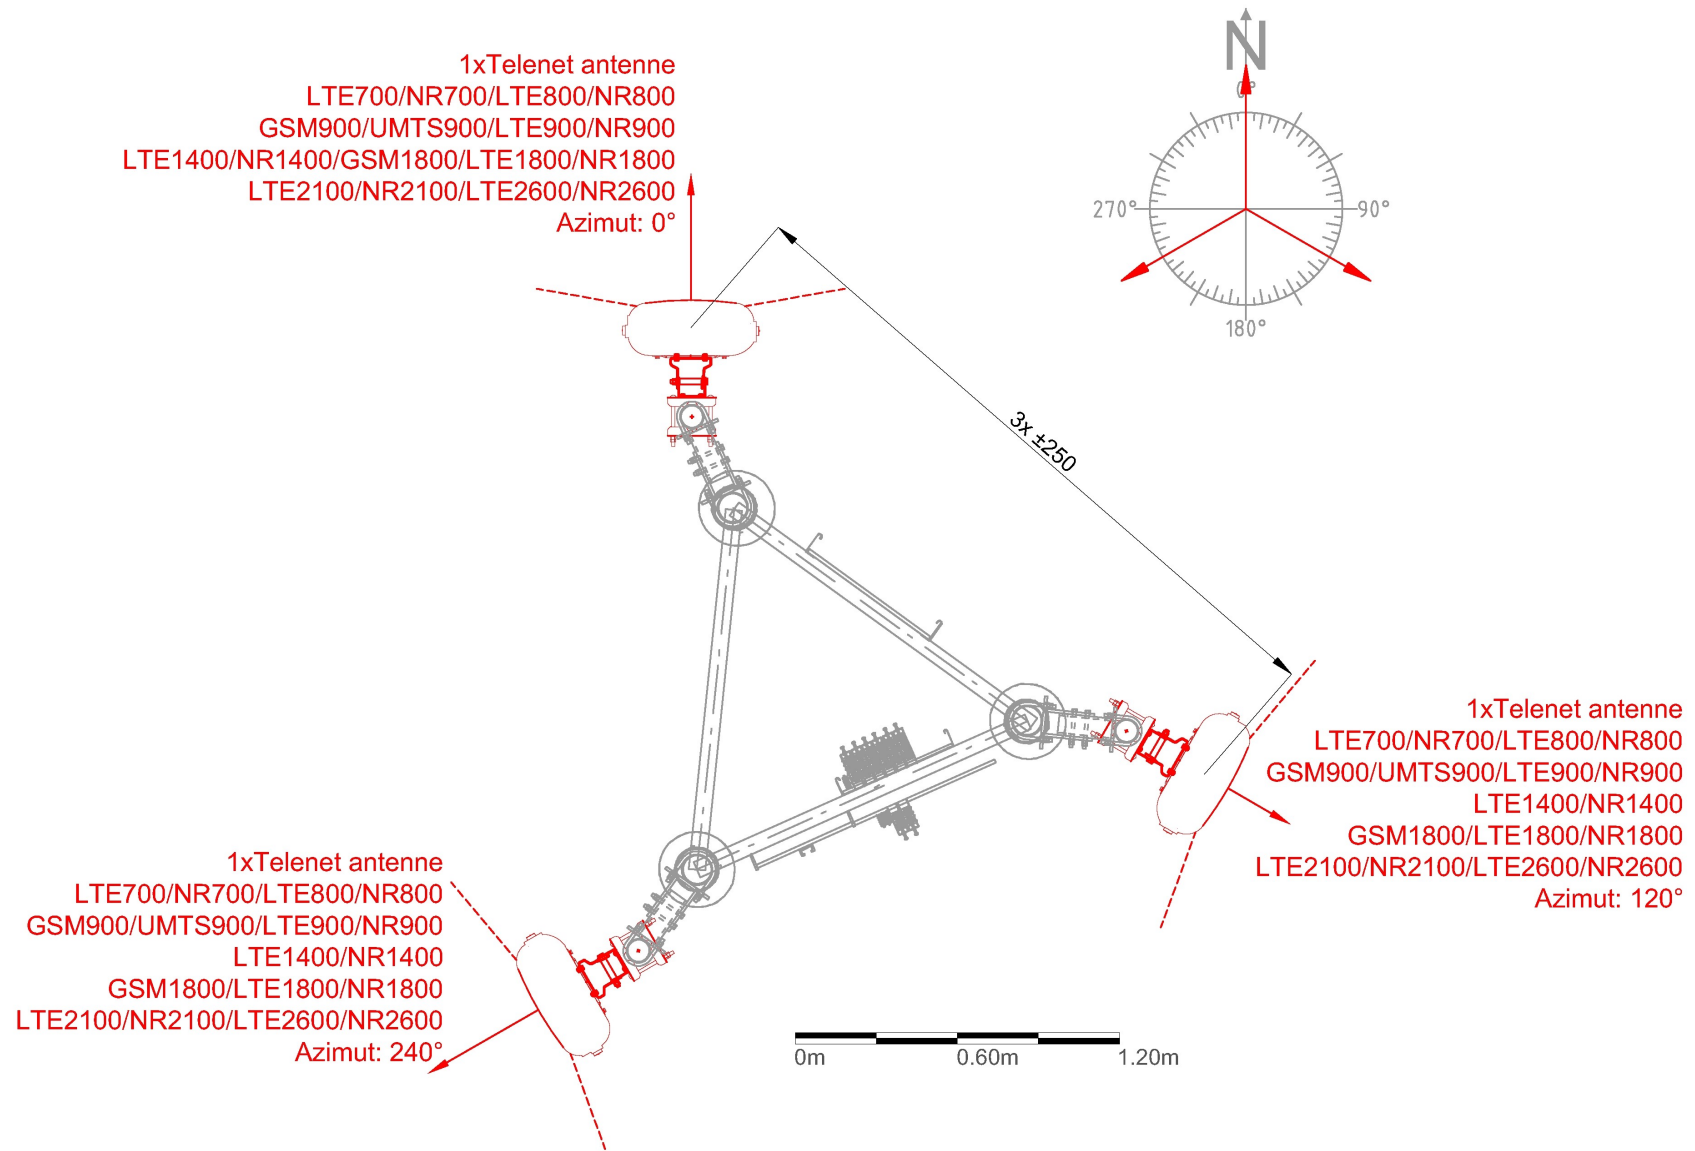 1xTelenet antenne
LTE700/NR700/LTE800/NR800
GSM900/UMTS900/LTE900/NR900
LTE1400/NR1400/GSM1800/LTE1800/NR1800
LTE2100/NR2100/LTE2600/NR2600
Azimut: 0°
N
0°
270°
90°
180°
3x ±250
1xTelenet antenne
LTE700/NR700/LTE800/NR800
GSM900/UMTS900/LTE900/NR900
LTE1400/NR1400
GSM1800/LTE1800/NR1800
LTE2100/NR2100/LTE2600/NR2600
Azimut: 120°
1xTelenet antenne
LTE700/NR700/LTE800/NR800
GSM900/UMTS900/LTE900/NR900
LTE1400/NR1400
GSM1800/LTE1800/NR1800
LTE2100/NR2100/LTE2600/NR2600
Azimut: 240°
0m 0.60m 1.20m